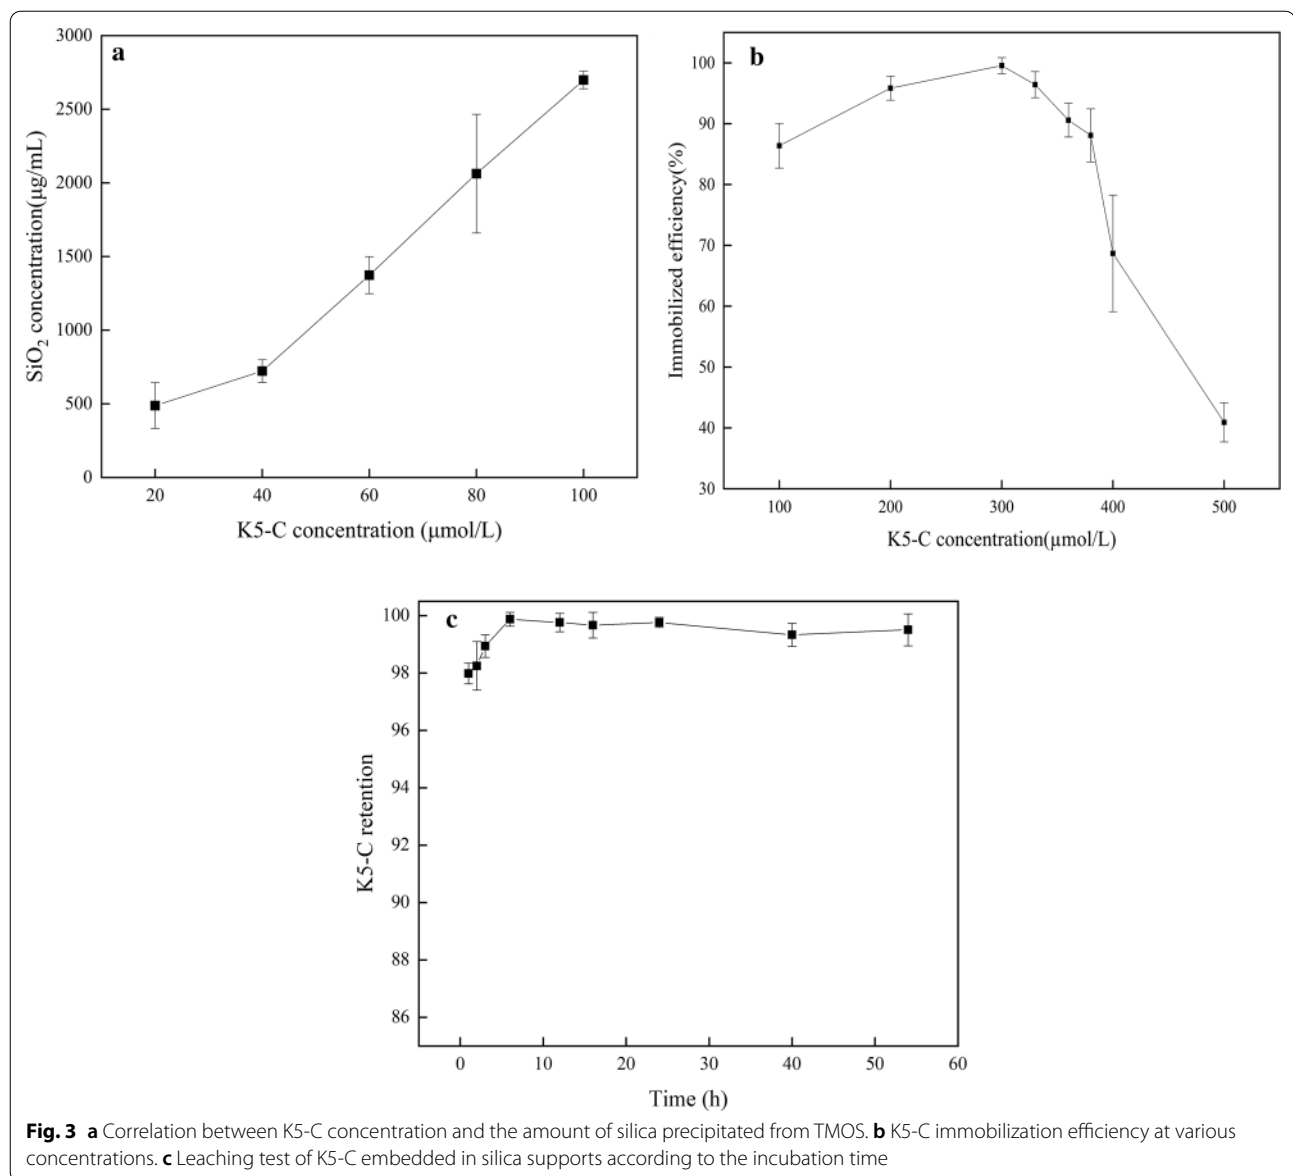 a
3000
2500
2000
1500
1000
500
0
SiO2 concentration(μg/mL)
20 40 60 80 100
K5-C concentration (μmol/L)
b
100
90
80
70
60
50
40
30
Immobilized efficiency(%)
100 200 300 400 500
K5-C concentration(μmol/L)
c
100
98
96
94
92
90
88
86
K5-C retention
0 10 20 30 40 50 60
Time (h)
Fig. 3 a Correlation between K5-C concentration and the amount of silica precipitated from TMOS. b K5-C immobilization efficiency at various
concentrations. c Leaching test of K5-C embedded in silica supports according to the incubation time